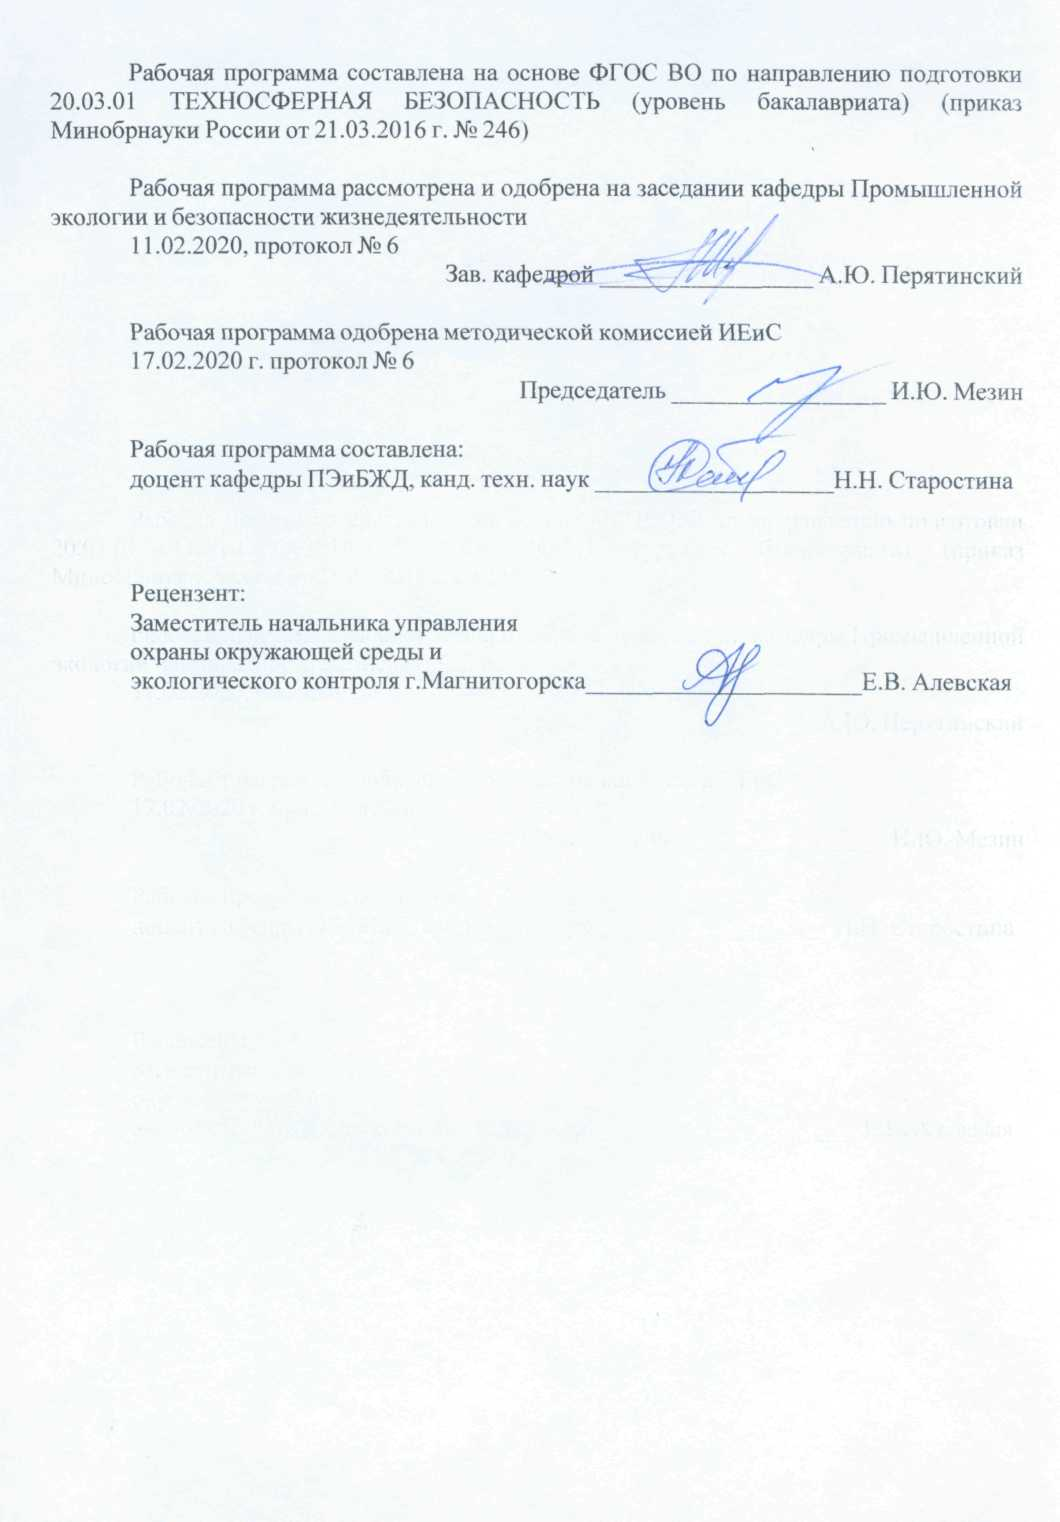 Рабочая программа составлена на основе ФГОС ВО по направлению подготовки
20.03.01 ТЕХНОСФЕРНАЯ БЕЗОПАСНОСТЬ (уровень бакалавриата) (приказ
Минобрнауки России от 21.03.2016 г. № 246)
Рабочая программа рассмотрена и одобрена на заседании кафедры Промышленной
экологии и безопасности жизнедеятельности
11.02.2020, протокол № 6
Зав. кафедрой _________________ А.Ю. Перятинский
Рабочая программа одобрена методической комиссией ИЕиС
17.02.2020 г. протокол № 6
Председатель _________________ И.Ю. Мезин
Рабочая программа составлена:
доцент кафедры ПЭиБЖД, канд. техн. наук ___________________Н.Н. Старостина
Рецензент:
Заместитель начальника управления
охраны окружающей среды и
экологического контроля г.Магнитогорска______________________Е.В. Алевская